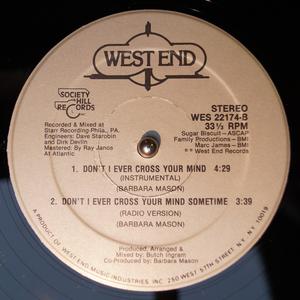 WEST END
SOCIETY
HILL
RECORDS
Recorded & Mixed at
Starr Recording-Phila., PA.
Engineers: Dave Starobin
and Dirk Devlin
Mastered: By Ray Janos
At Atlantic
STEREO
WES 22174-B
33⅓ RPM
Sugar Biscuit-ASCAP
Family Productions-BMI
Marc James-BMI
** West End Records
1. DON'T I EVER CROSS YOUR MIND 4:29
(INSTRUMENTAL)
(BARBARA MASON)
2. DON'T I EVER CROSS YOUR MIND SOMETIME 3:39
(RADIO VERSION)
(BARBARA MASON)
Produced, Arranged &
Mixed by: Butch Ingram
Co-Produced by: Barbara Mason
A PRODUCT OF WEST END MUSIC INDUSTRIES INC 250 WEST 57TH STREET N.Y., N.Y. 10019